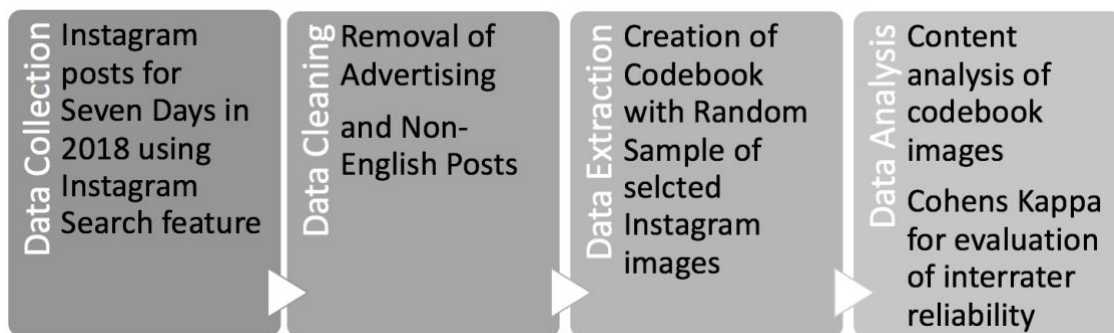 Data Collection
Instagram
posts for
Seven Days in
2018 using
Instagram
Search feature
Data Cleaning
Removal of
Advertising
and Non-
English Posts
Data Extraction
Creation of
Codebook
with Random
Sample of
selcted
Instagram
images
Data Analysis
Content
analysis of
codebook
images
Cohens Kappa
for evaluation
of interrater
reliability